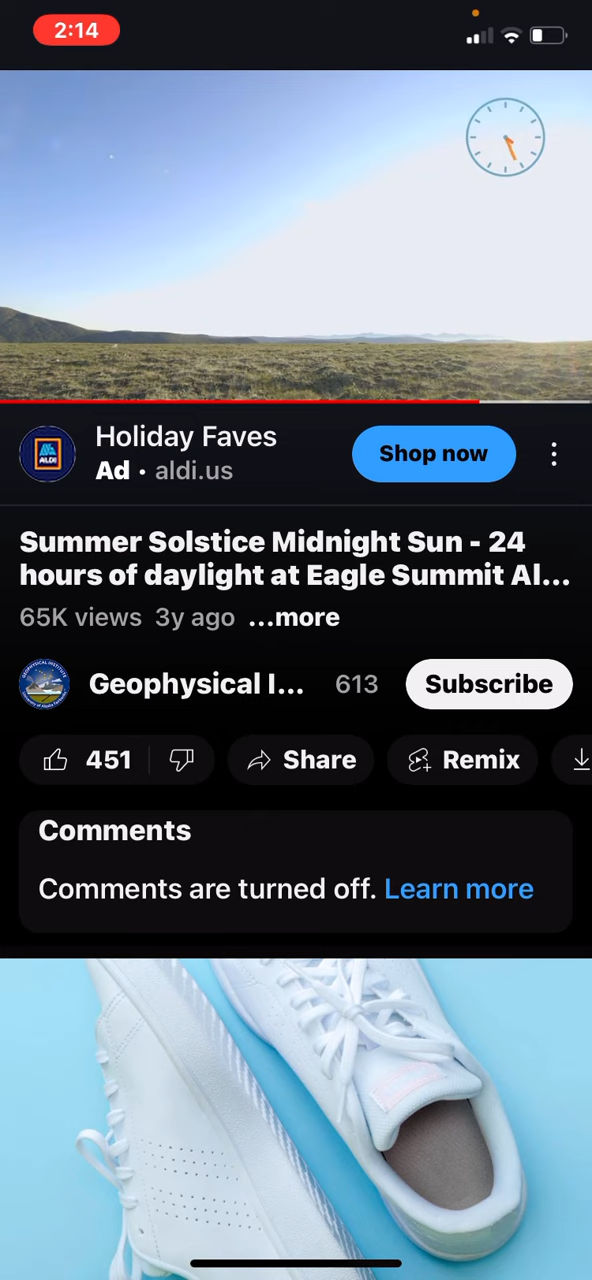 2:14
Holiday Faves
Ad • aldi.us
Shop now
ALDI
Summer Solstice Midnight Sun - 24
hours of daylight at Eagle Summit Al...
65K views 3y ago ...more
Geophysical I... 613 Subscribe
451 Share Remix
Comments
Comments are turned off. Learn more